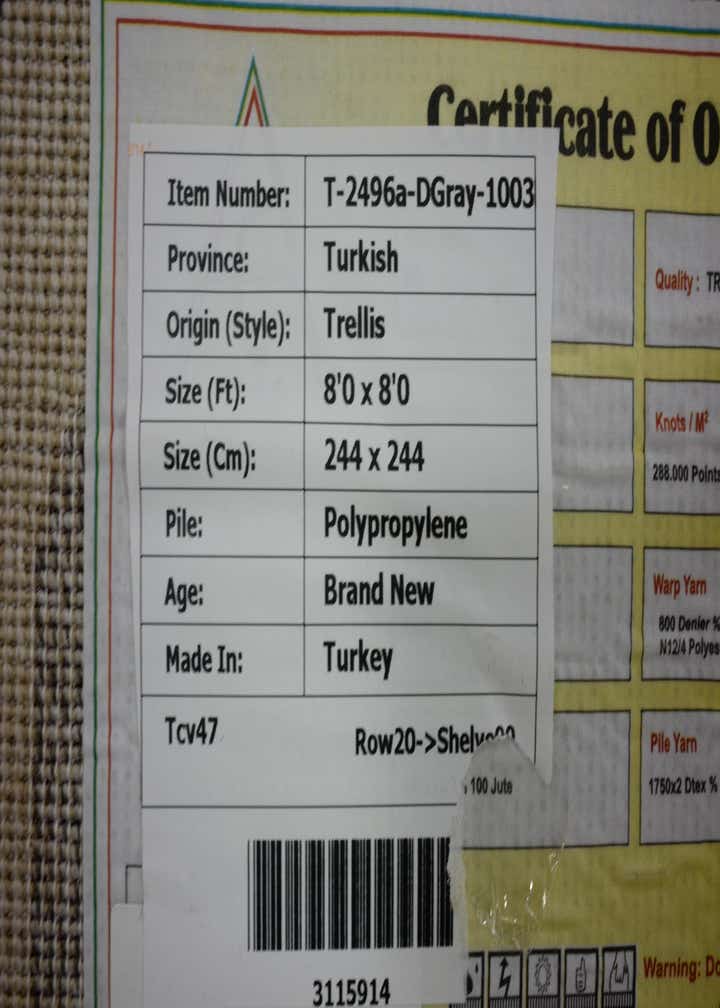 Certificate of O
Item Number: T-2496a-DGray-1003
Province: Turkish
Origin (Style): Trellis
Size (Ft): 8'0 x 8'0
Size (Cm): 244 x 244
Pile: Polypropylene
Age: Brand New
Made In: Turkey
Tcv47 Row20->Shelve
100 Jute
3115914
Quality : TR
Knots / M²
288.000 Points
Warp Yarn
800 Denier %
N12/4 Polyes
Pile Yarn
1750x2 Dtex %
Warning: Do